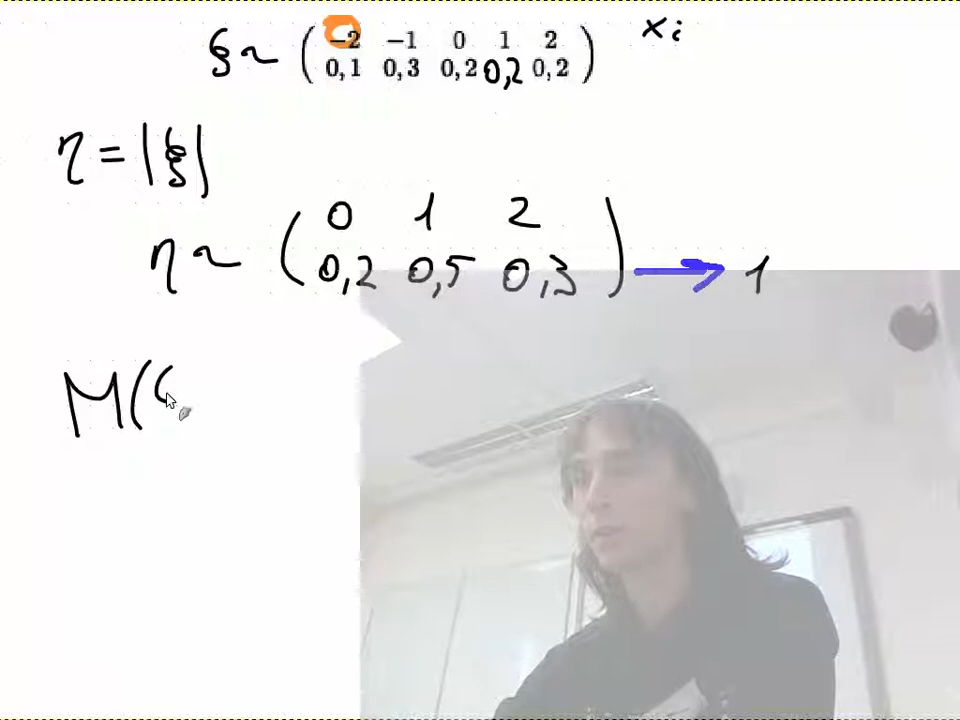 ξ ~ ( −2 −1 0 1 2 ) x i
( 0,1 0,3 0,2 0,2 0,2 )
η = |ξ|
( 0 1 2 )
η ~ ( 0,2 0,5 0,3 ) → 1
M(